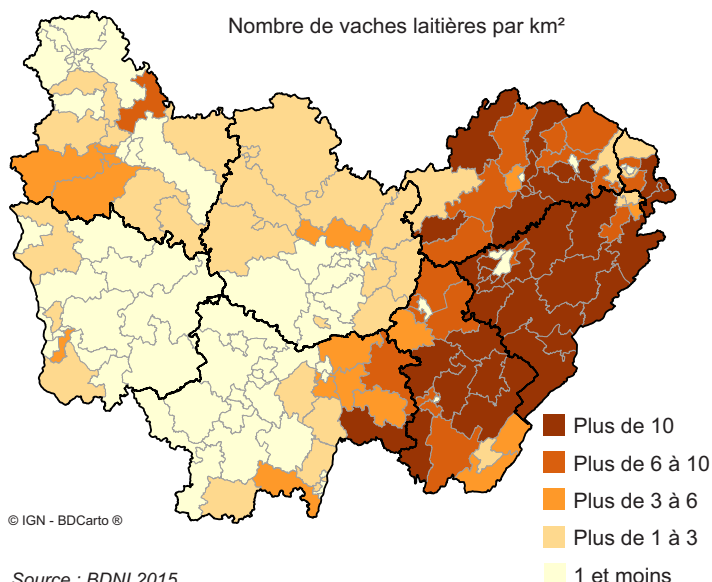 Nombre de vaches laitières par km²
Plus de 10
Plus de 6 à 10
Plus de 3 à 6
Plus de 1 à 3
1 et moins
© IGN - BDCarto ®
Source : BDNI 2015